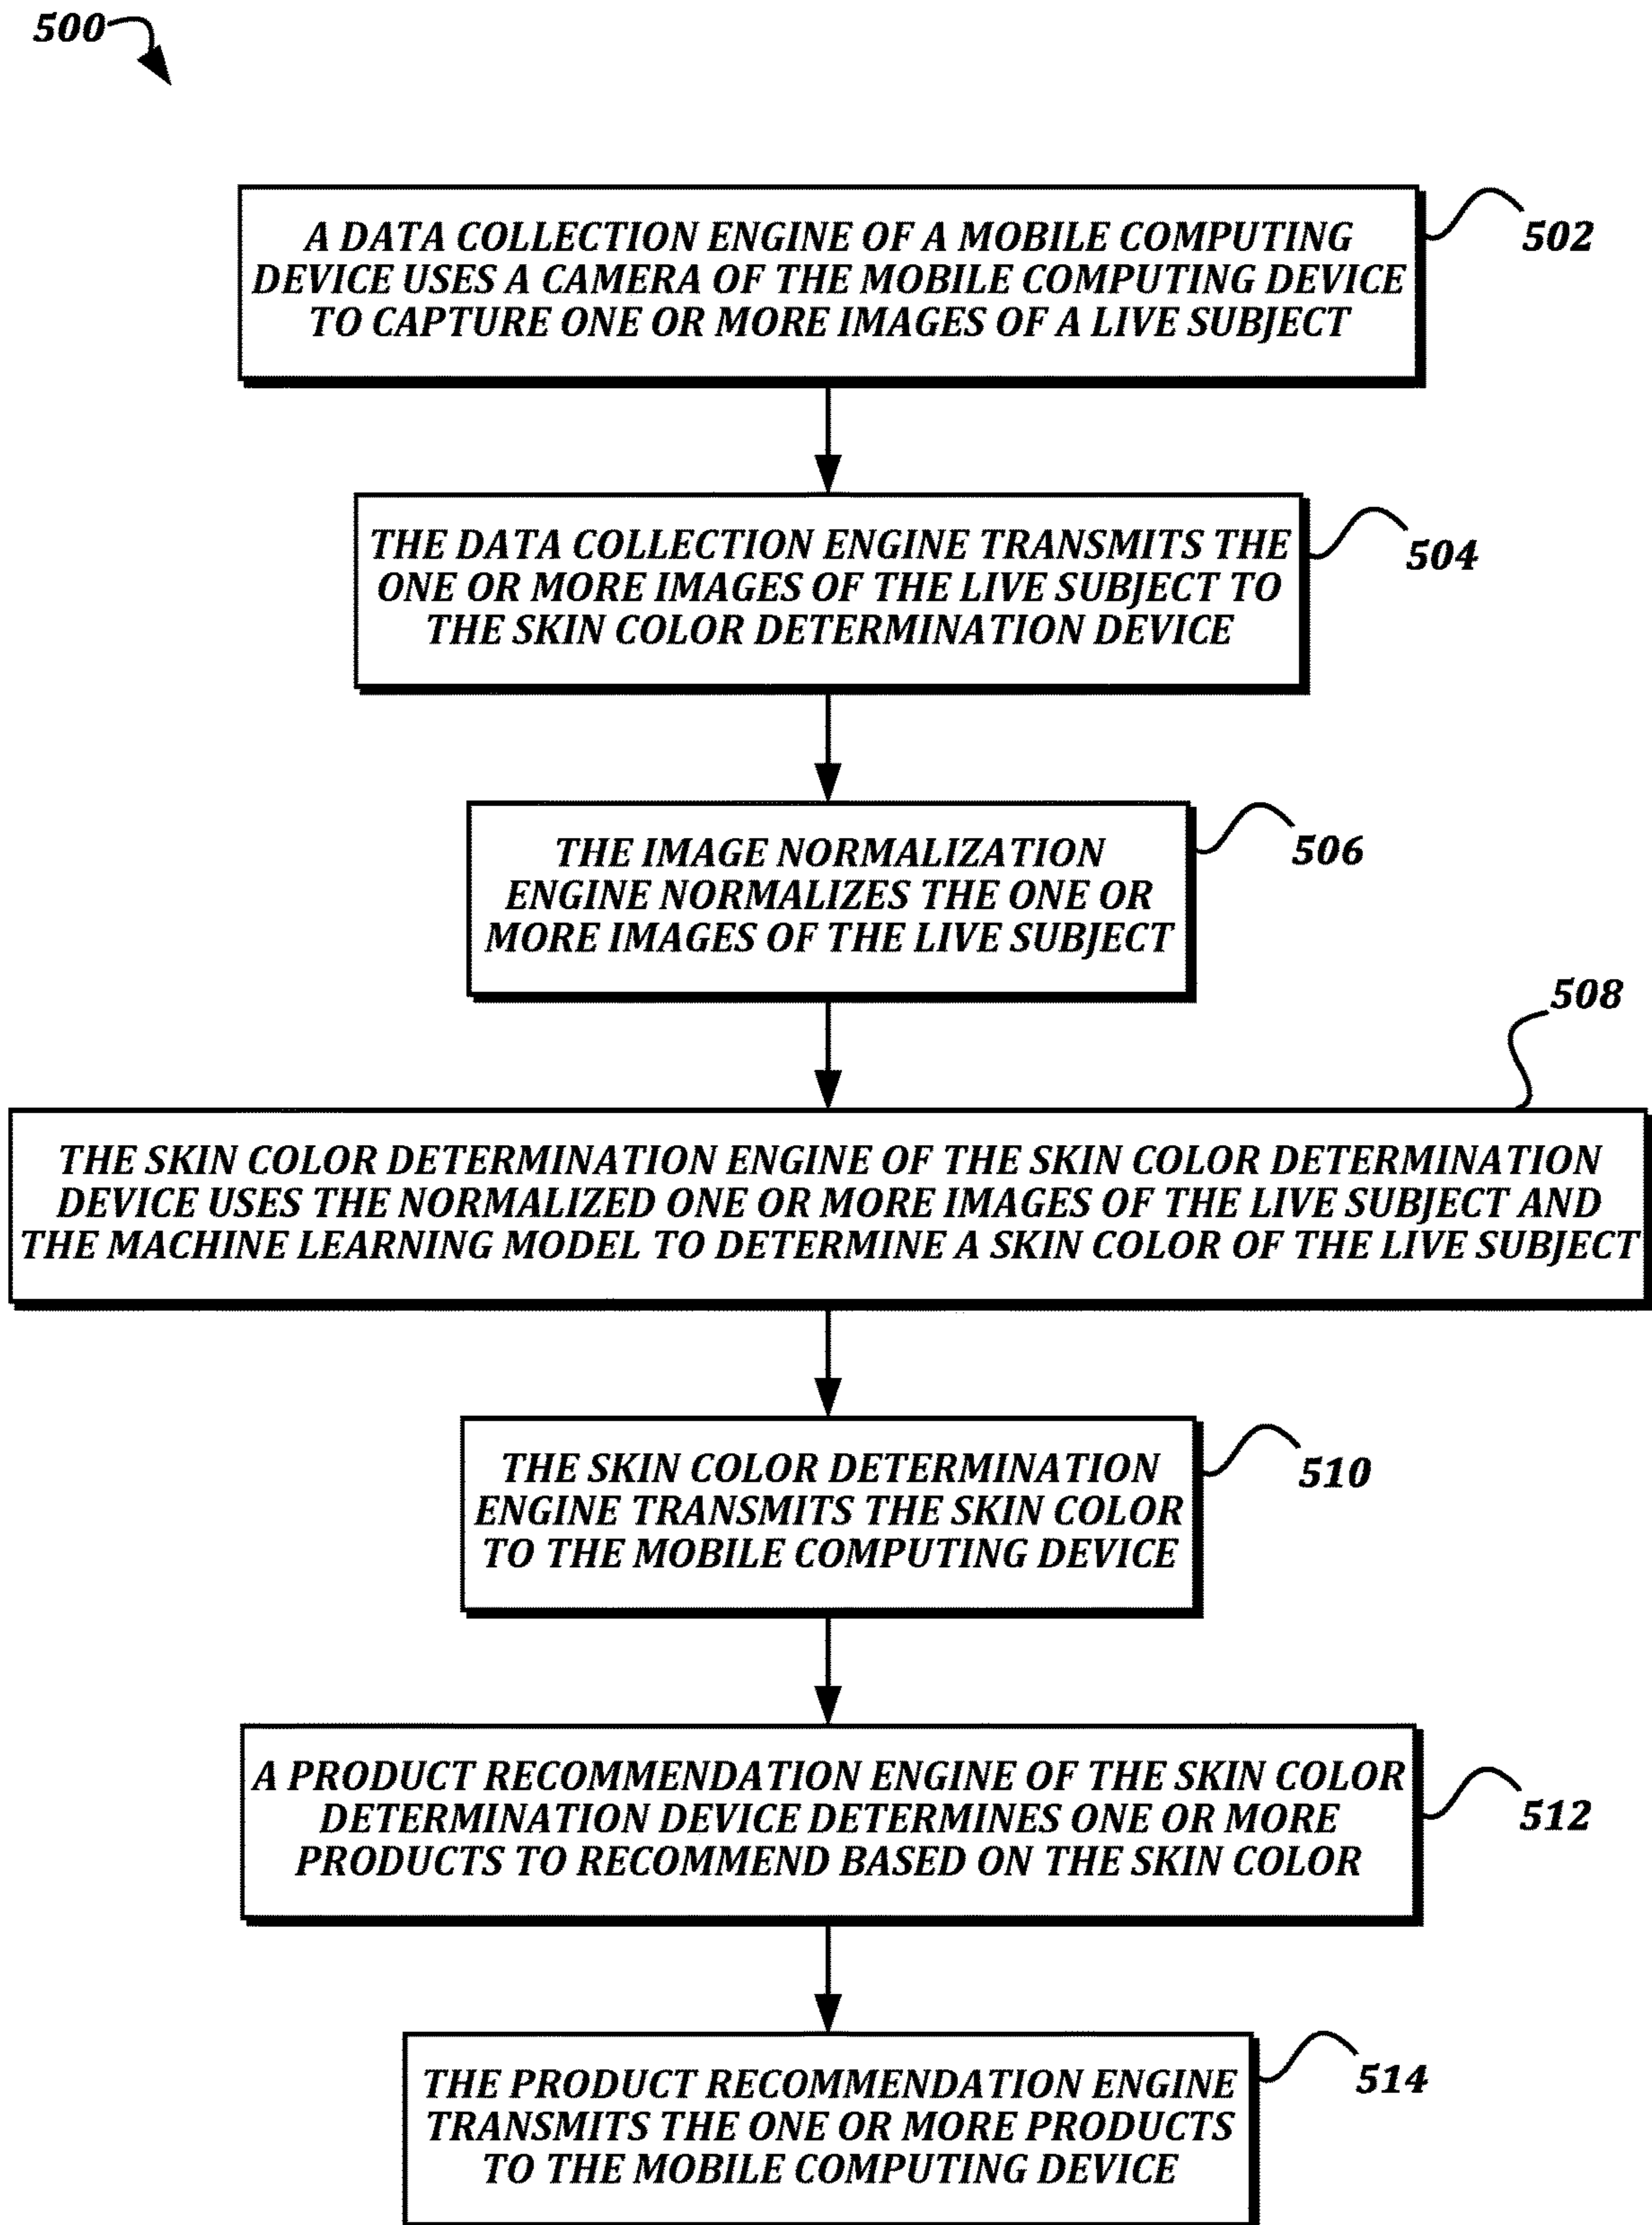 500
A DATA COLLECTION ENGINE OF A MOBILE COMPUTING
DEVICE USES A CAMERA OF THE MOBILE COMPUTING DEVICE
TO CAPTURE ONE OR MORE IMAGES OF A LIVE SUBJECT
502
THE DATA COLLECTION ENGINE TRANSMITS THE
ONE OR MORE IMAGES OF THE LIVE SUBJECT TO
THE SKIN COLOR DETERMINATION DEVICE
504
THE IMAGE NORMALIZATION
ENGINE NORMALIZES THE ONE OR
MORE IMAGES OF THE LIVE SUBJECT
506
508
THE SKIN COLOR DETERMINATION ENGINE OF THE SKIN COLOR DETERMINATION
DEVICE USES THE NORMALIZED ONE OR MORE IMAGES OF THE LIVE SUBJECT AND
THE MACHINE LEARNING MODEL TO DETERMINE A SKIN COLOR OF THE LIVE SUBJECT
THE SKIN COLOR DETERMINATION
ENGINE TRANSMITS THE SKIN COLOR
TO THE MOBILE COMPUTING DEVICE
510
A PRODUCT RECOMMENDATION ENGINE OF THE SKIN COLOR
DETERMINATION DEVICE DETERMINES ONE OR MORE
PRODUCTS TO RECOMMEND BASED ON THE SKIN COLOR
512
THE PRODUCT RECOMMENDATION ENGINE
TRANSMITS THE ONE OR MORE PRODUCTS
TO THE MOBILE COMPUTING DEVICE
514